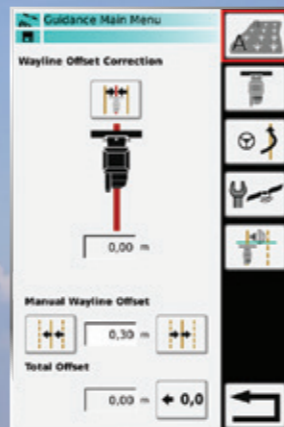 Guidance Main Menu
A
Wayline Offset Correction
0,00 m
Manual Wayline Offset
0,30 m
Total Offset
0,00 m
0,0